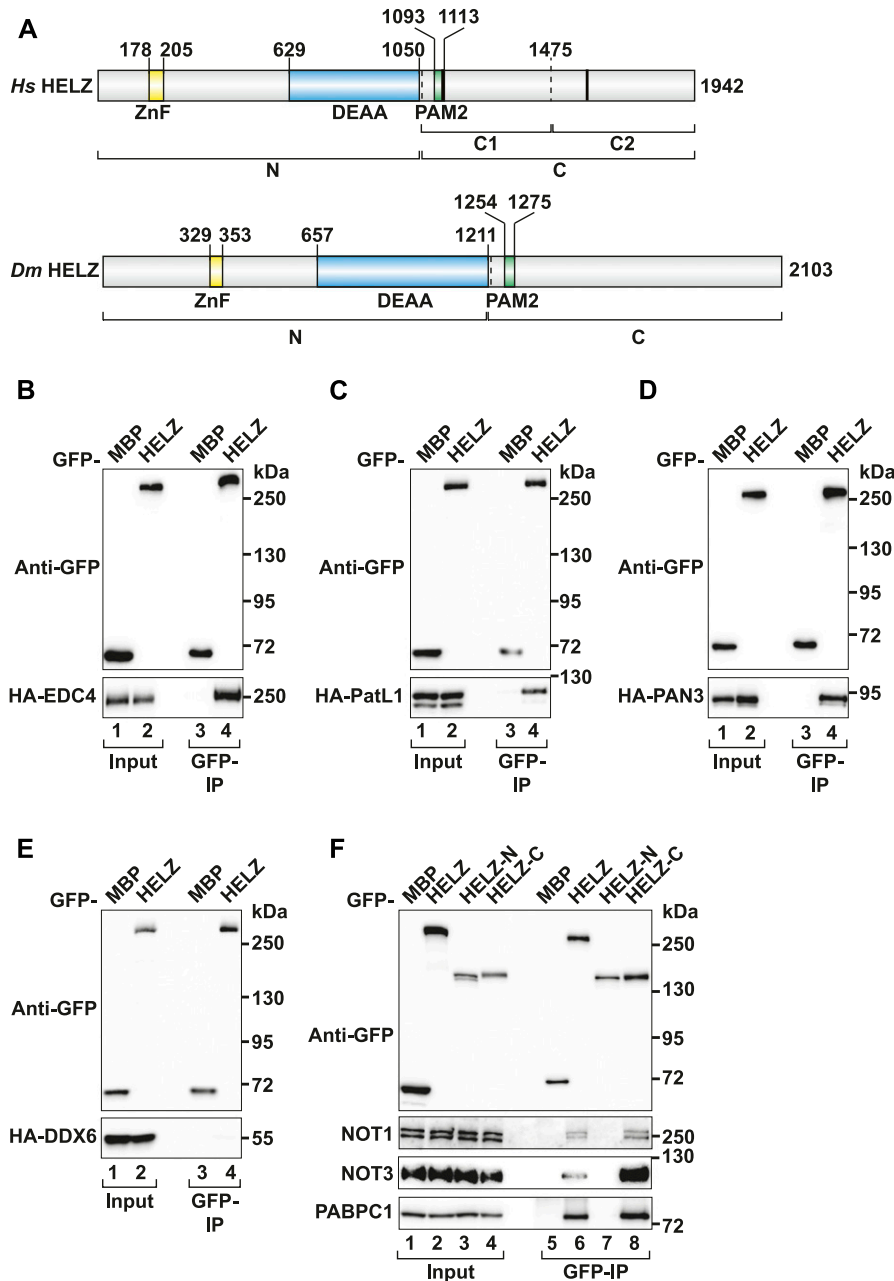 A
1093 1113
178 205 629 1050 1475
Hs HELZ 1942
ZnF DEAA PAM2
C1 C2
N C
1254 1275
329 353 657 1211
Dm HELZ 2103
ZnF DEAA PAM2
N C
B
GFP- MBP HELZ MBP HELZ
kDa
250
130
Anti-GFP
95
72
HA-EDC4 250
1 2 3 4
Input GFP-
IP
C
GFP- MBP HELZ MBP HELZ
kDa
250
130
Anti-GFP
95
72
130
HA-PatL1
1 2 3 4
Input GFP-
IP
D
GFP- MBP HELZ MBP HELZ
kDa
250
130
Anti-GFP
95
72
HA-PAN3 95
1 2 3 4
Input GFP-
IP
E
GFP- MBP HELZ MBP HELZ
kDa
250
130
Anti-GFP
95
72
HA-DDX6 55
1 2 3 4
Input GFP-
IP
F
GFP- MBP HELZ HELZ-N HELZ-C MBP HELZ HELZ-N HELZ-C
kDa
250
130
Anti-GFP
95
72
NOT1 250
130
NOT3
PABPC1
72
1 2 3 4 5 6 7 8
Input GFP-IP